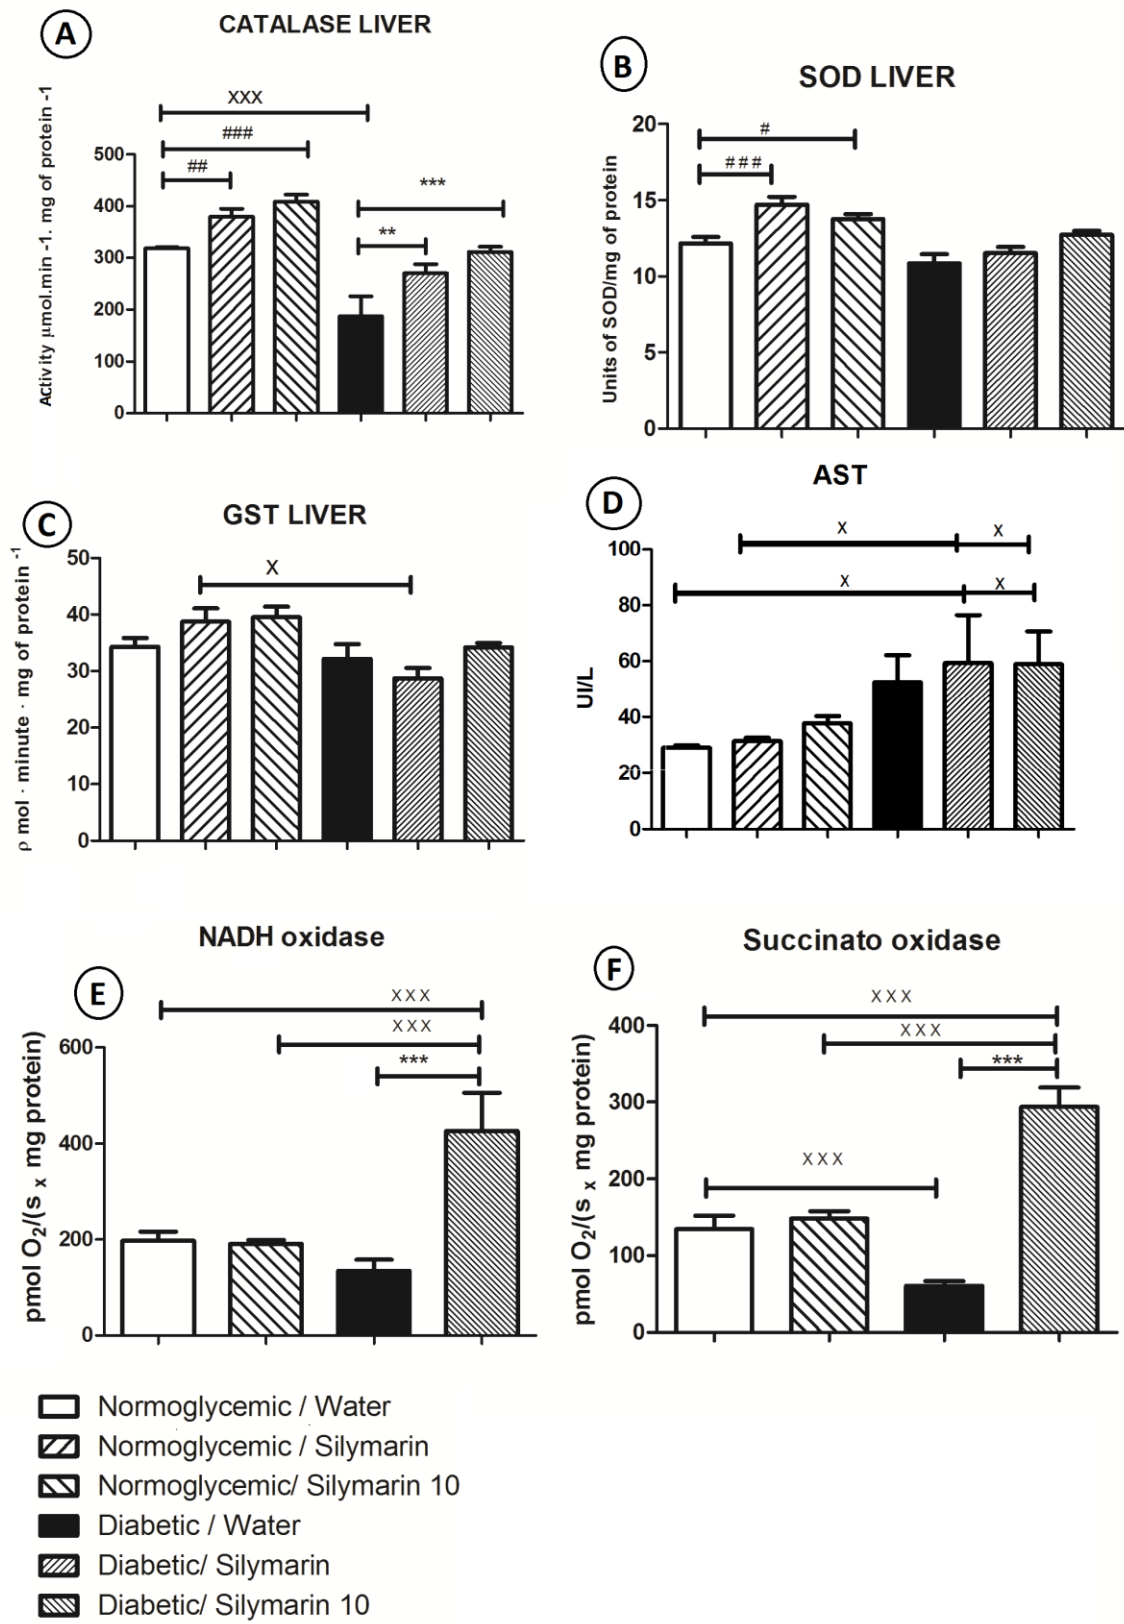 A
CATALASE LIVER
Activity μmol.min -1. mg of protein -1
XXX
###
##
***
**
500
400
300
200
100
0
B
SOD LIVER
Units of SOD/mg of protein
#
###
20
15
10
5
0
C
GST LIVER
ρ mol · minute · mg of protein -1
X
50
40
30
20
10
0
D
AST
UI/L
X
X
X
X
100
80
60
40
20
0
E
NADH oxidase
pmol O2/(s x mg protein)
XXX
XXX
***
600
400
200
0
F
Succinato oxidase
pmol O2/(s x mg protein)
XXX
XXX
***
XXX
400
300
200
100
0
Normoglycemic / Water
Normoglycemic / Silymarin
Normoglycemic/ Silymarin 10
Diabetic / Water
Diabetic/ Silymarin
Diabetic/ Silymarin 10